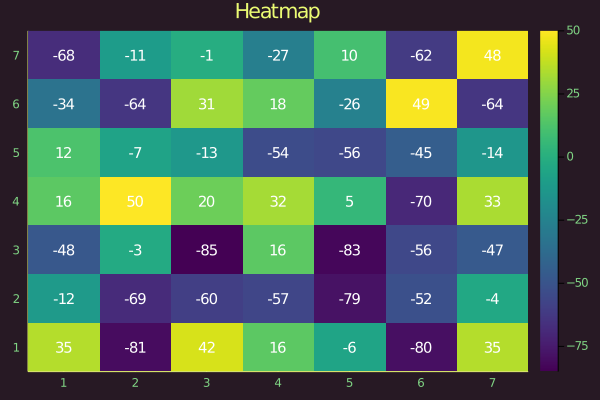 Heatmap
7 -68 -11 -1 -27 10 -62 48
6 -34 -64 31 18 -26 49 -64
5 12 -7 -13 -54 -56 -45 -14
4 16 50 20 32 5 -70 33
3 -48 -3 -85 16 -83 -56 -47
2 -12 -69 -60 -57 -79 -52 -4
1 35 -81 42 16 -6 -80 35
1 2 3 4 5 6 7
50
25
0
−25
−50
−75